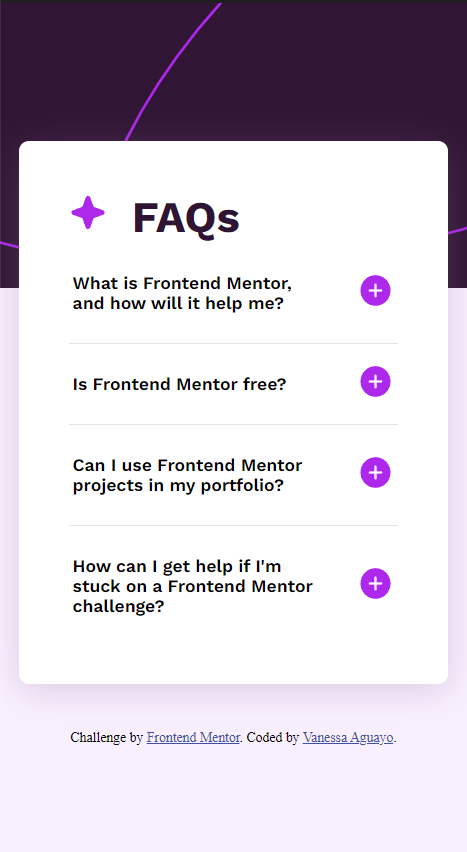 FAQs
What is Frontend Mentor,
and how will it help me?
Is Frontend Mentor free?
Can I use Frontend Mentor
projects in my portfolio?
How can I get help if I'm
stuck on a Frontend Mentor
challenge?
Challenge by Frontend Mentor. Coded by Vanessa Aguayo.